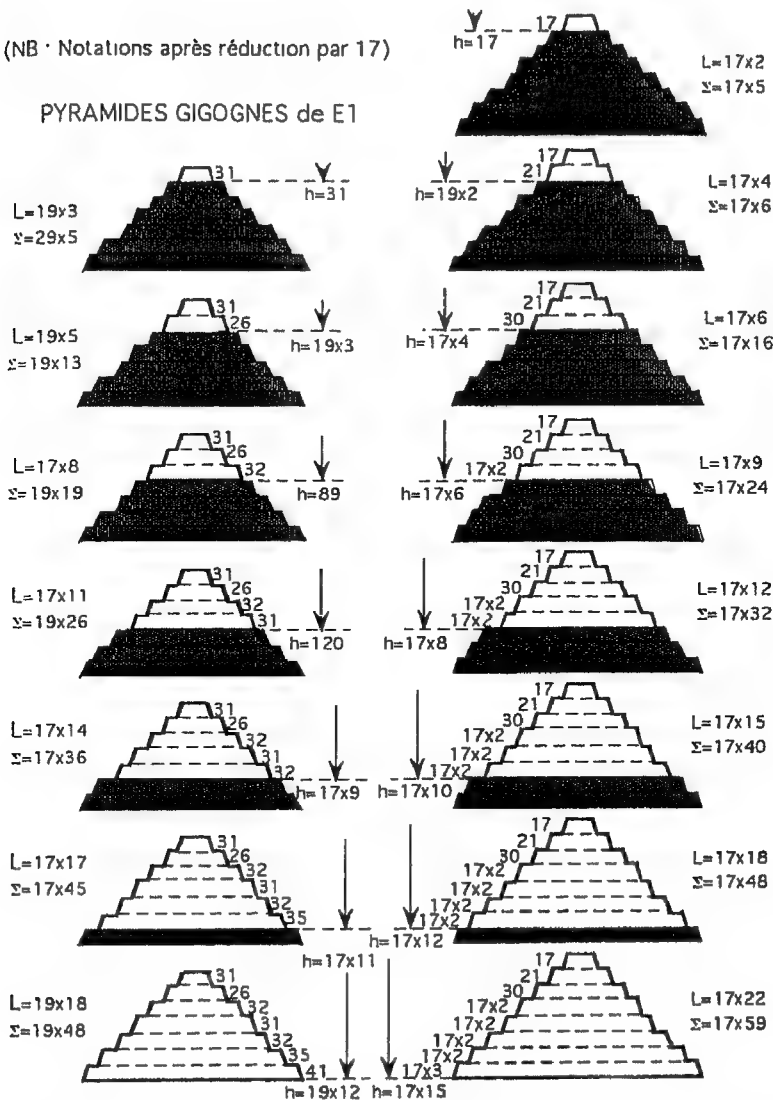 (NB · Notations après réduction par 17)
PYRAMIDES GIGOGNES de E1
17
h=17
L=17x2
Σ=17x5
L=19x3
Σ=29x5
31
h=31
17
21
h=19x2
L=17x4
Σ=17x6
L=19x5
Σ=19x13
31
26
h=19x3
17
21
30
h=17x4
L=17x6
Σ=17x16
L=17x8
Σ=19x19
31
26
32
h=89
17
21
30
17x2
h=17x6
L=17x9
Σ=17x24
L=17x11
Σ=19x26
31
26
32
31
h=120
17
21
30
17x2
17x2
h=17x8
L=17x12
Σ=17x32
L=17x14
Σ=17x36
31
26
32
31
32
h=17x9
17
21
30
17x2
17x2
17x2
h=17x10
L=17x15
Σ=17x40
L=17x17
Σ=17x45
31
26
32
31
32
35
h=17x11
17
21
30
17x2
17x2
17x2
17x2
h=17x12
L=17x18
Σ=17x48
L=19x18
Σ=19x48
31
26
32
31
32
35
41
h=19x12
17
21
30
17x2
17x2
17x2
17x2
17x3
h=17x15
L=17x22
Σ=17x59